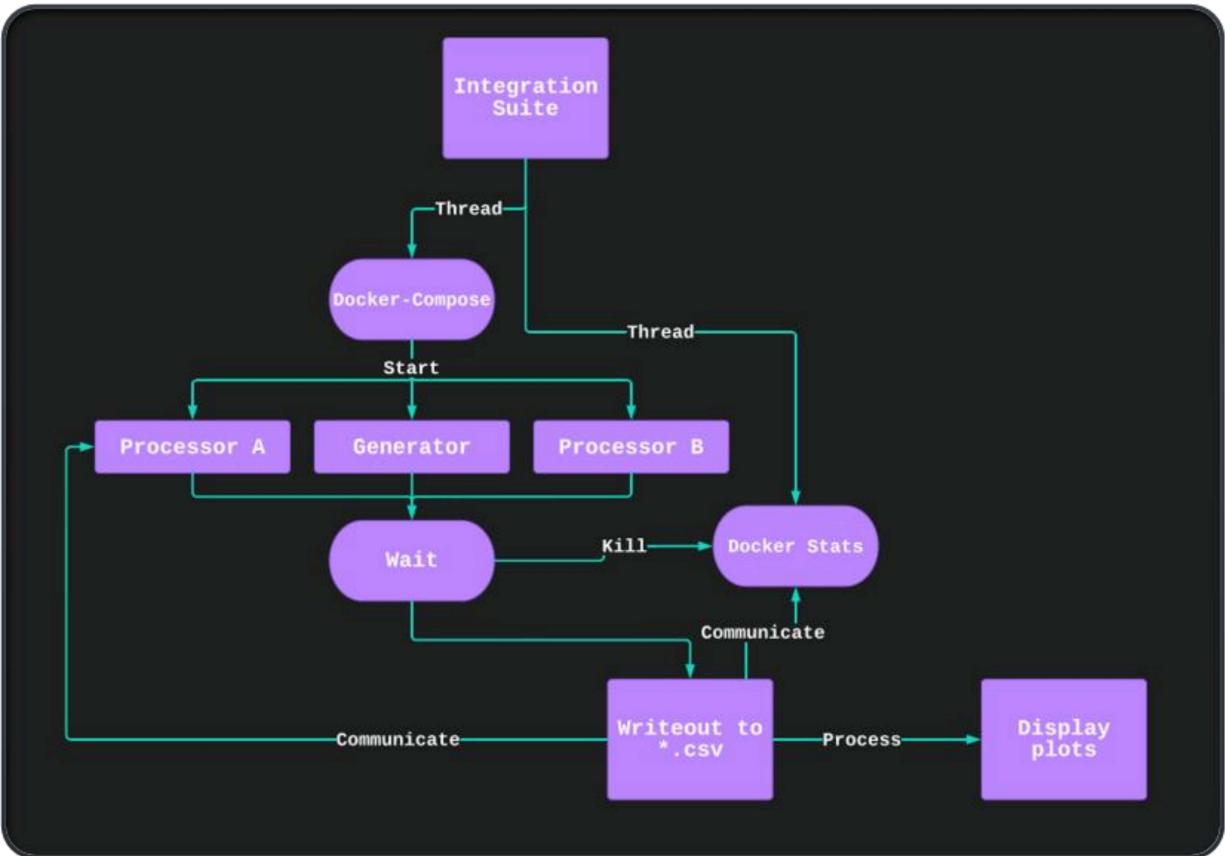 Integration
Suite
Thread
Docker-Compose
Thread
Start
Processor A
Generator
Processor B
Wait
Kill
Docker Stats
Communicate
Writeout to
*.csv
Communicate
Process
Display
plots